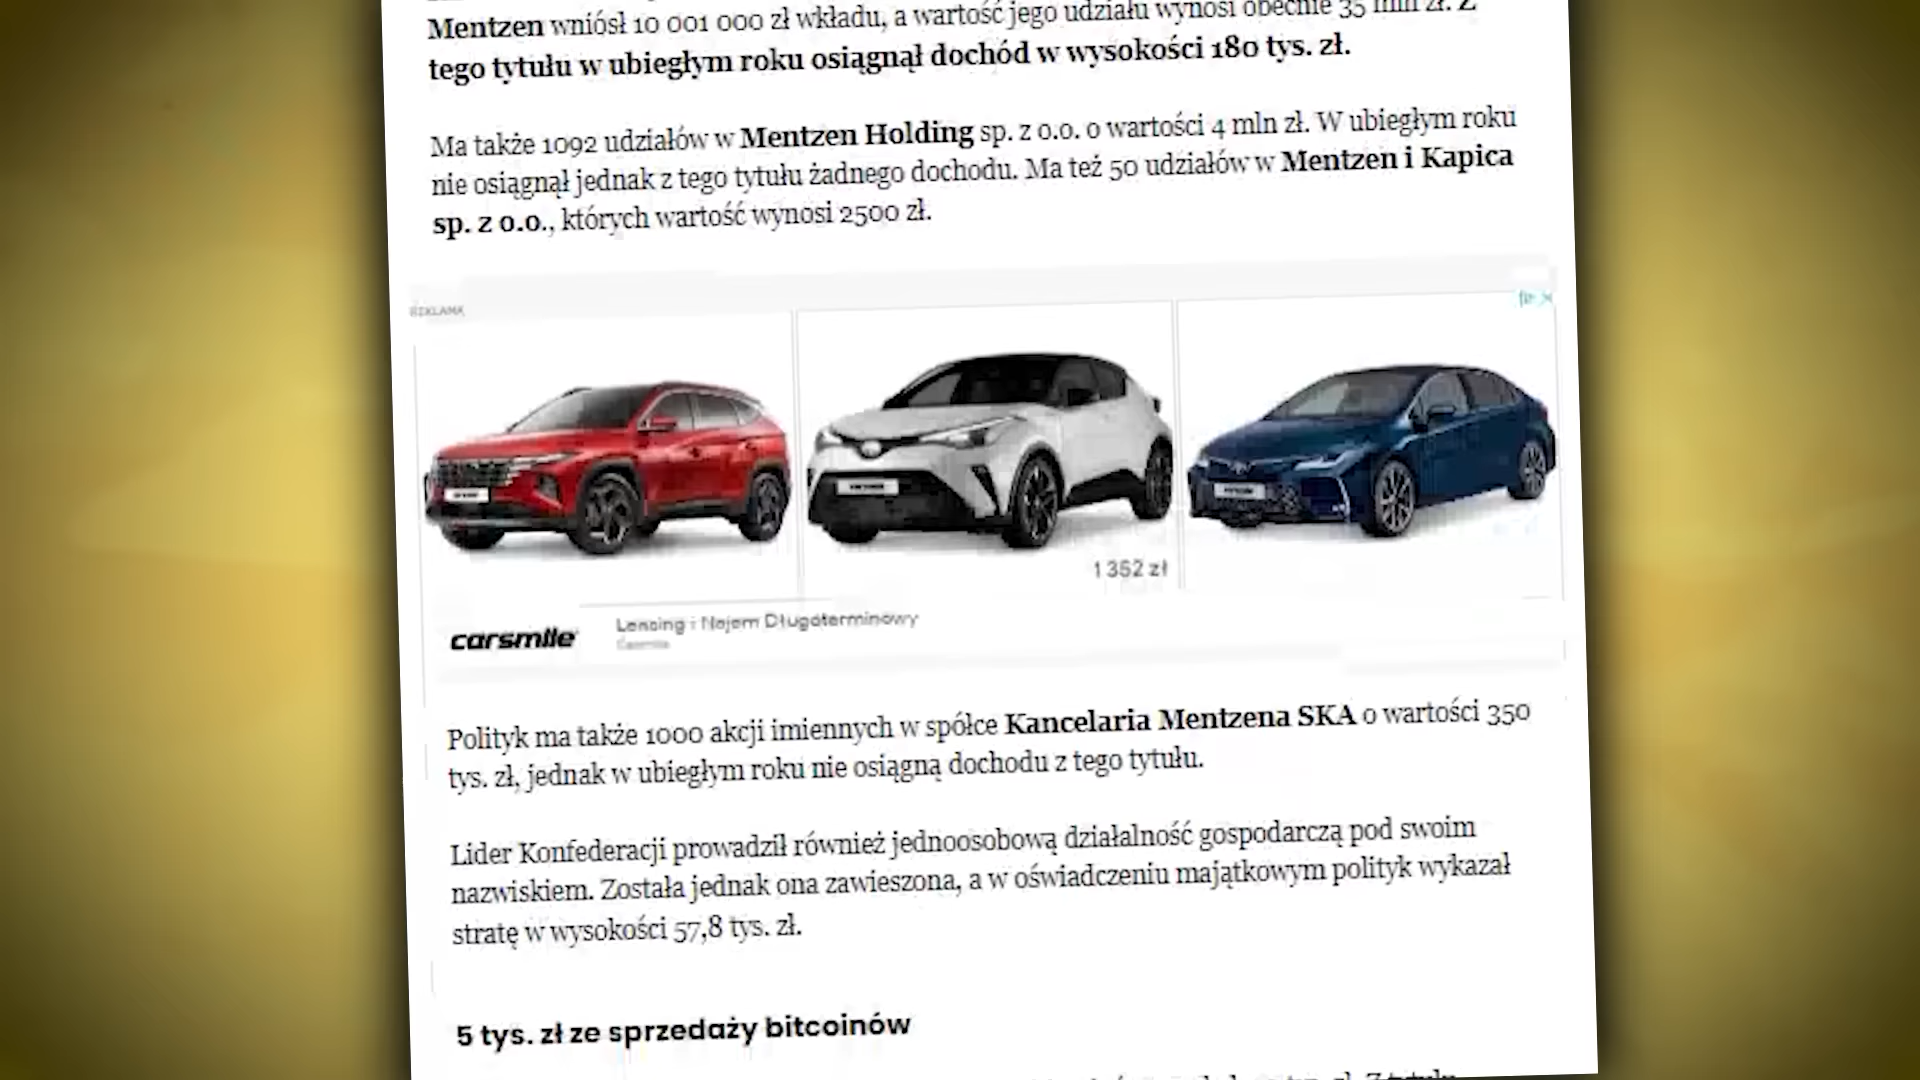 Mentzen wniósł 10 001 000 zł wkładu, a wartość jego udziału wynosi obecnie 35 mln zł. Z
tego tytułu w ubiegłym roku osiągnął dochód w wysokości 180 tys. zł.
Ma także 1092 udziałów w Mentzen Holding sp. z o.o. o wartości 4 mln zł. W ubiegłym roku
nie osiągnął jednak z tego tytułu żadnego dochodu. Ma też 50 udziałów w Mentzen i Kapica
sp. z o.o., których wartość wynosi 2500 zł.
REKLAMA
1 352 zł
carsmile
Leasing i Najem Długoterminowy
Carsmile
Polityk ma także 1000 akcji imiennych w spółce Kancelaria Mentzena SKA o wartości 350
tys. zł, jednak w ubiegłym roku nie osiągną dochodu z tego tytułu.
Lider Konfederacji prowadził również jednoosobową działalność gospodarczą pod swoim
nazwiskiem. Została jednak ona zawieszona, a w oświadczeniu majątkowym polityk wykazał
stratę w wysokości 57,8 tys. zł.
5 tys. zł ze sprzedaży bitcoinów